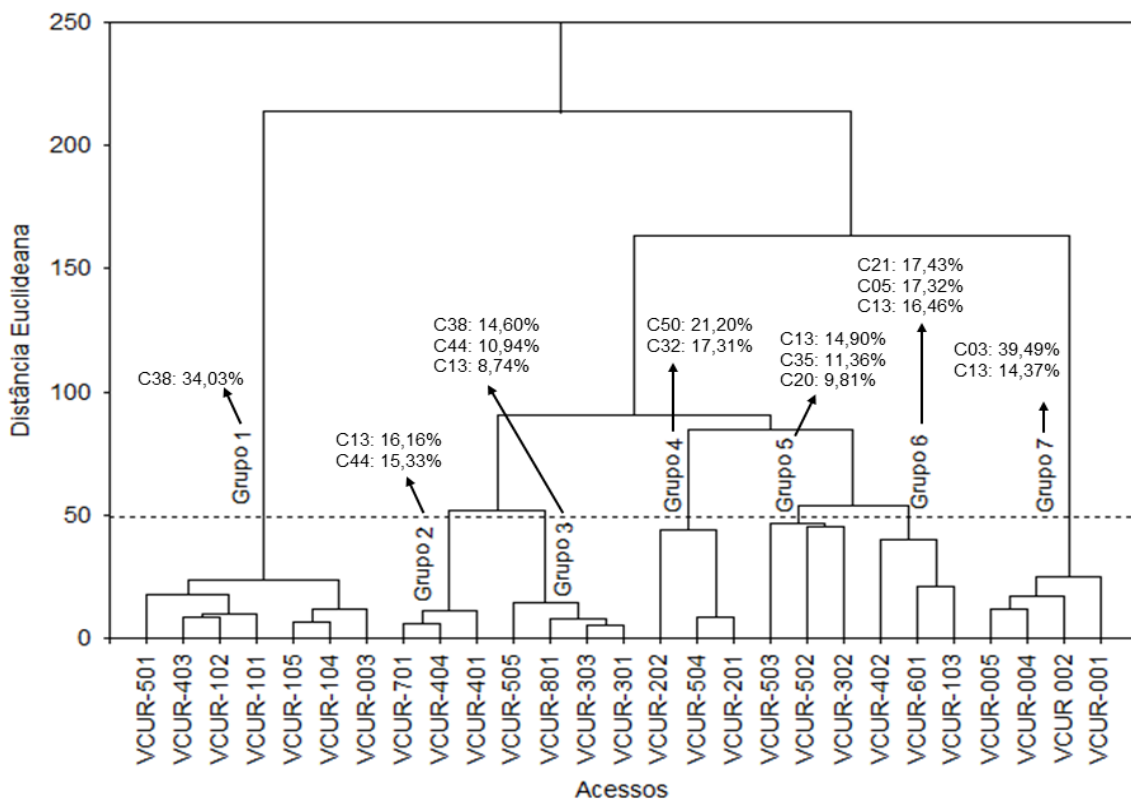 250
200
150
100
50
0
Distância Euclideana
C38: 34,03%
Grupo 1
C13: 16,16%
C44: 15,33%
Grupo 2
C38: 14,60%
C44: 10,94%
C13: 8,74%
Grupo 3
C50: 21,20%
C32: 17,31%
Grupo 4
C13: 14,90%
C35: 11,36%
C20: 9,81%
Grupo 5
C21: 17,43%
C05: 17,32%
C13: 16,46%
Grupo 6
C03: 39,49%
C13: 14,37%
Grupo 7
VCUR-501
VCUR-403
VCUR-102
VCUR-101
VCUR-105
VCUR-104
VCUR-003
VCUR-701
VCUR-404
VCUR-401
VCUR-505
VCUR-801
VCUR-303
VCUR-301
VCUR-202
VCUR-504
VCUR-201
VCUR-503
VCUR-502
VCUR-302
VCUR-402
VCUR-601
VCUR-103
VCUR-005
VCUR-004
VCUR 002
VCUR-001
Acessos